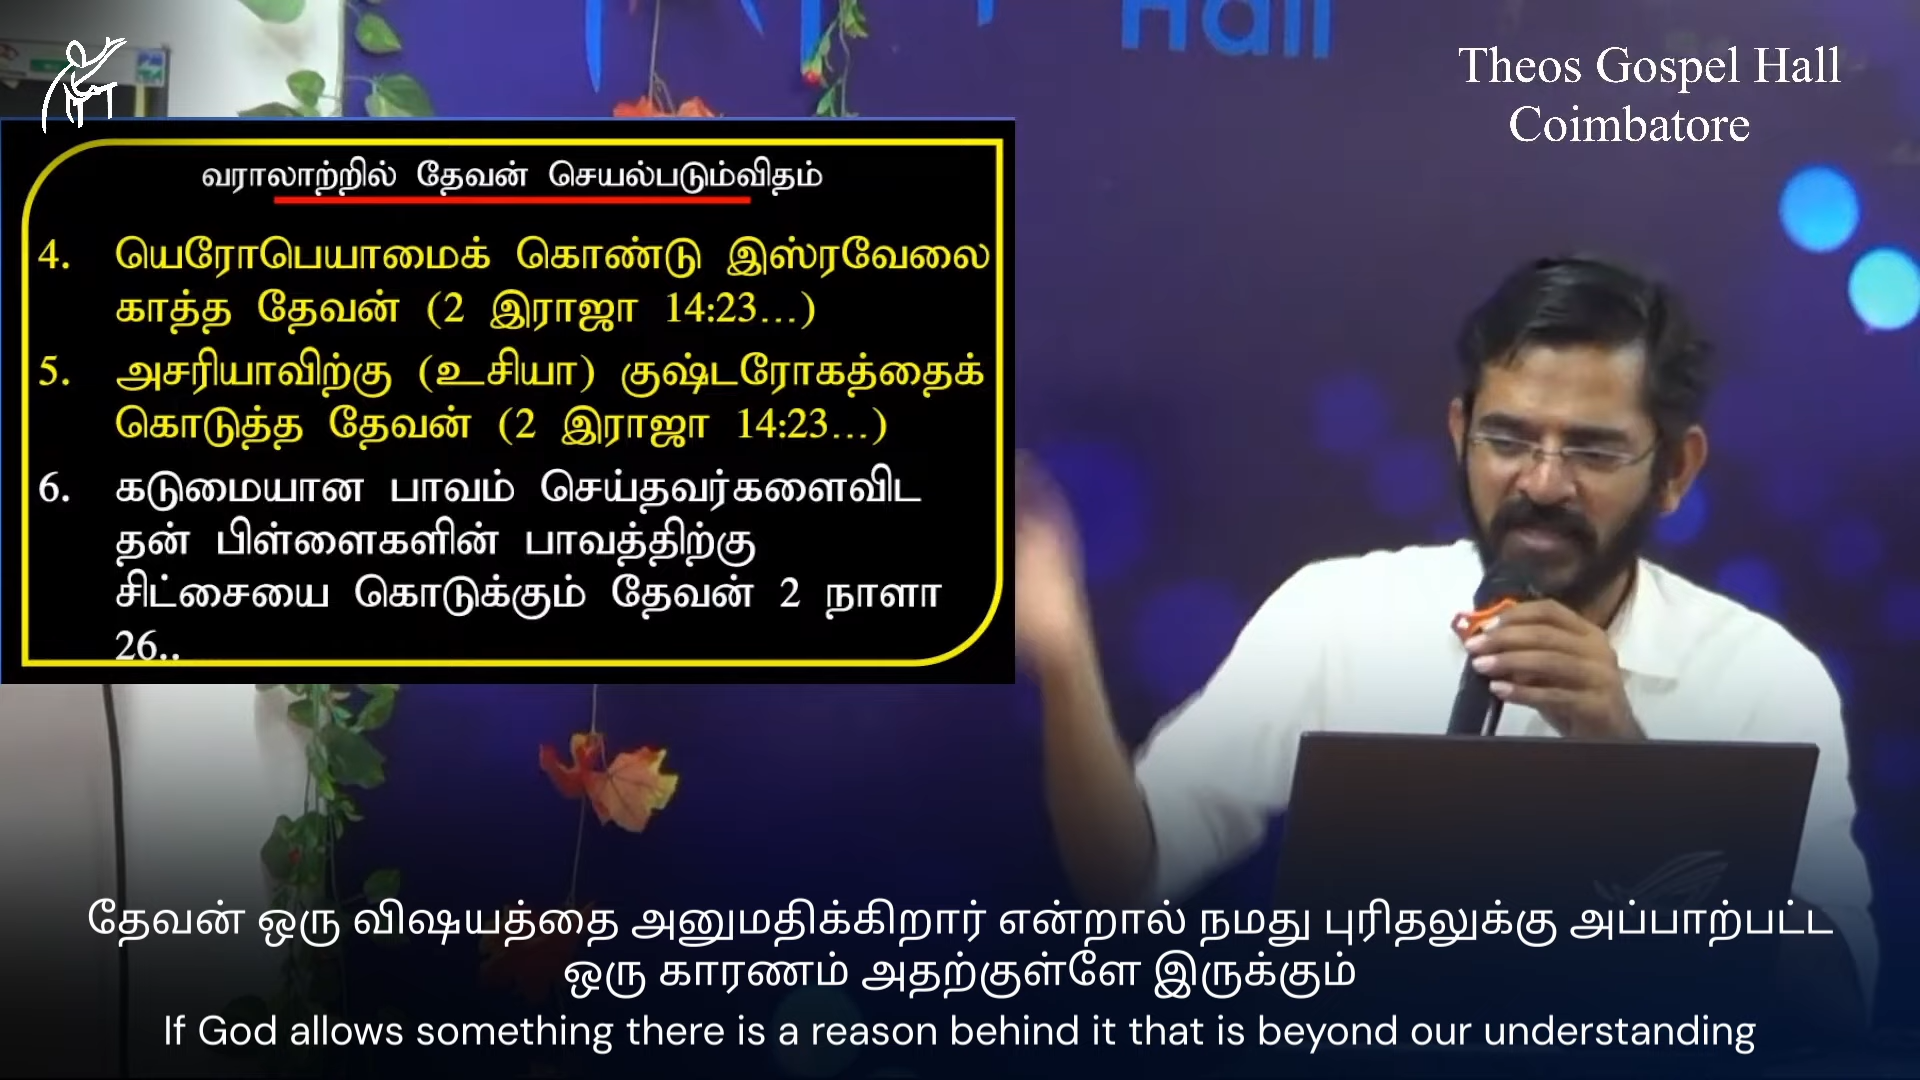 Hall
Theos Gospel Hall
Coimbatore
வரலாற்றில் தேவன் செயல்படும்விதம்
4. யெரோபெயாமைக் கொண்டு இஸ்ரவேலை
காத்த தேவன் (2 இராஜா 14:23...)
5. அசரியாவிற்கு (உசியா) குஷ்டரோகத்தைக்
கொடுத்த தேவன் (2 இராஜா 14:23...)
6. கடுமையான பாவம் செய்தவர்களைவிட
தன் பிள்ளைகளின் பாவத்திற்கு
சிட்சையை கொடுக்கும் தேவன் 2 நாளா
26..
தேவன் ஒரு விஷயத்தை அனுமதிக்கிறார் என்றால் நமது புரிதலுக்கு அப்பாற்பட்ட
ஒரு காரணம் அதற்குள்ளே இருக்கும்
If God allows something there is a reason behind it that is beyond our understanding